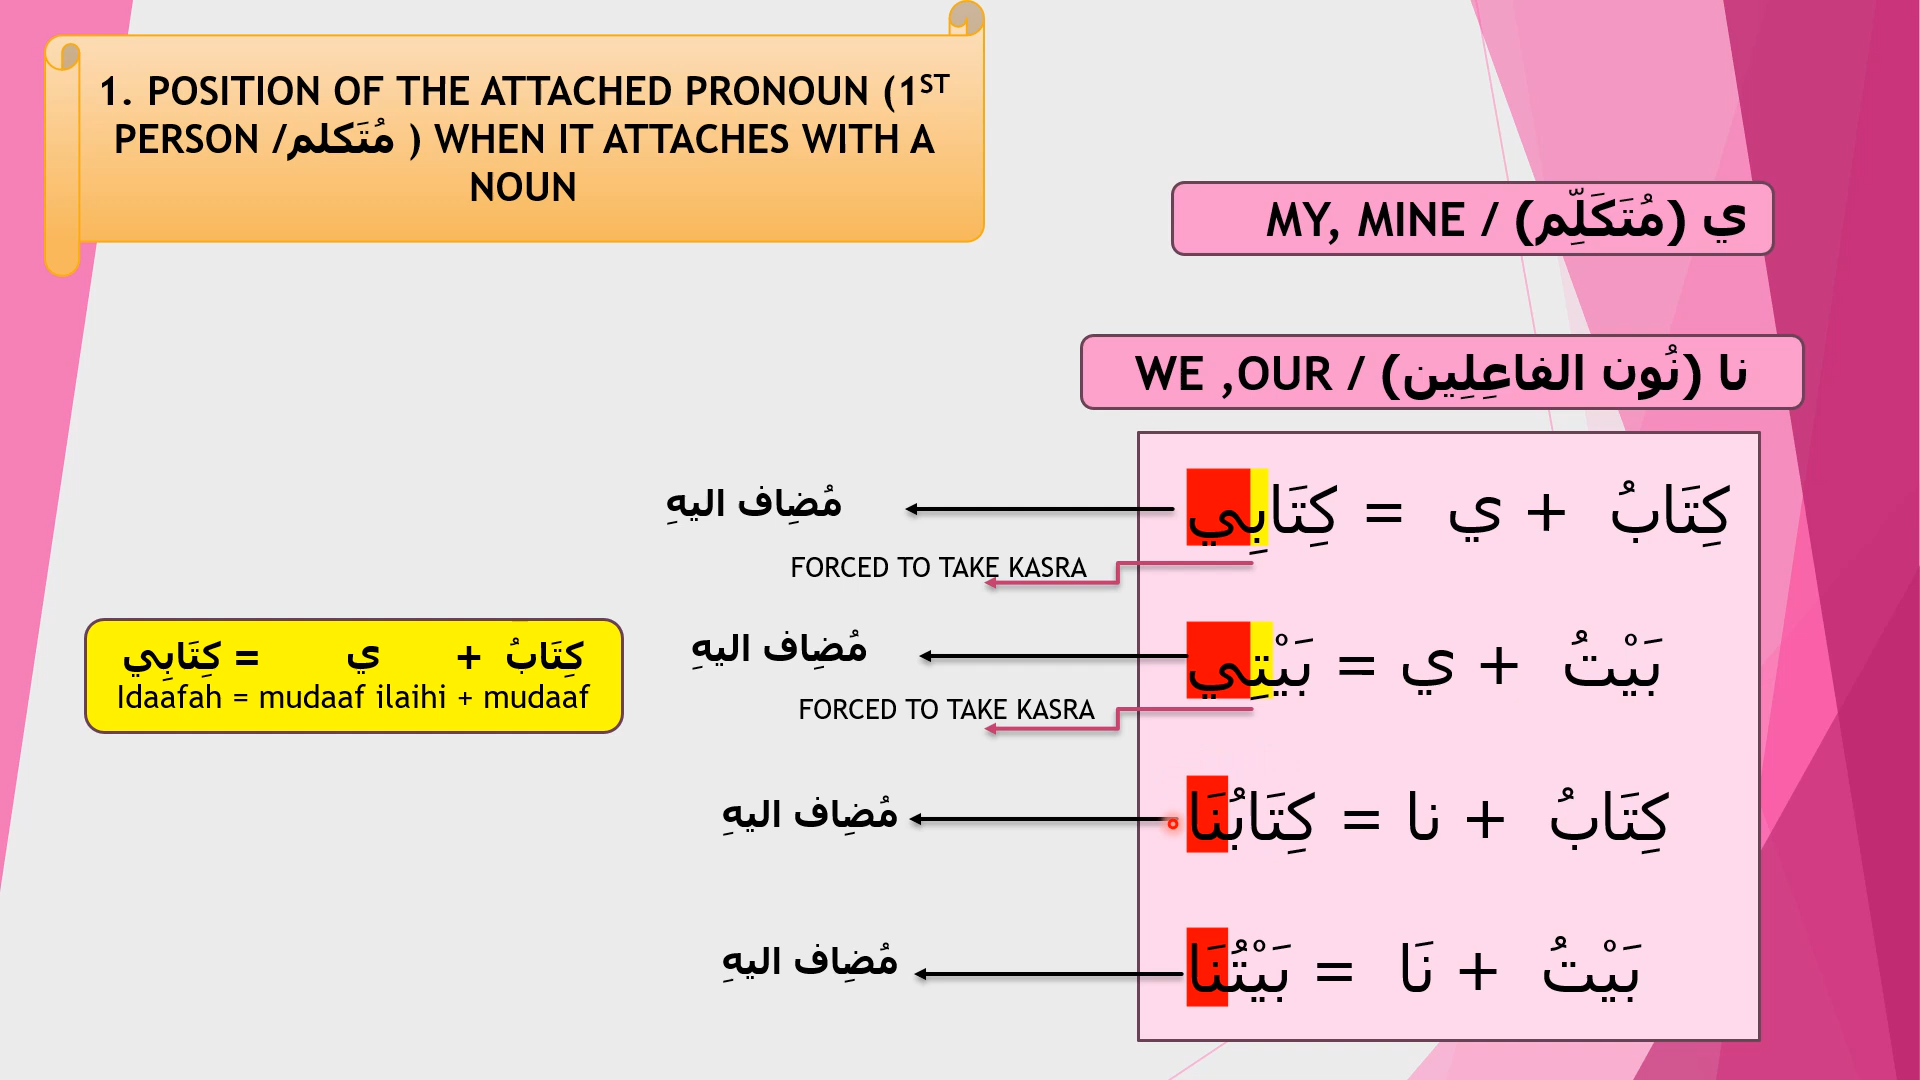 1. POSITION OF THE ATTACHED PRONOUN (1ST
PERSON /مُتَكلم ) WHEN IT ATTACHES WITH A
NOUN
ي (مُتَكَلِّم) / MY, MINE
نا (نُون الفاعِلِين) / WE ,OUR
كِتَابُ + ي = كِتَابِي
مُضِاف اليهِ
FORCED TO TAKE KASRA
بَيْتُ + ي = بَيْتِي
مُضِاف اليهِ
FORCED TO TAKE KASRA
كِتَابُ + نا = كِتَابُنَا
مُضِاف اليهِ
بَيْتُ + نَا = بَيْتُنَا
مُضِاف اليهِ
كِتَابُ + ي = كِتَابِي
Idaafah = mudaaf ilaihi + mudaaf